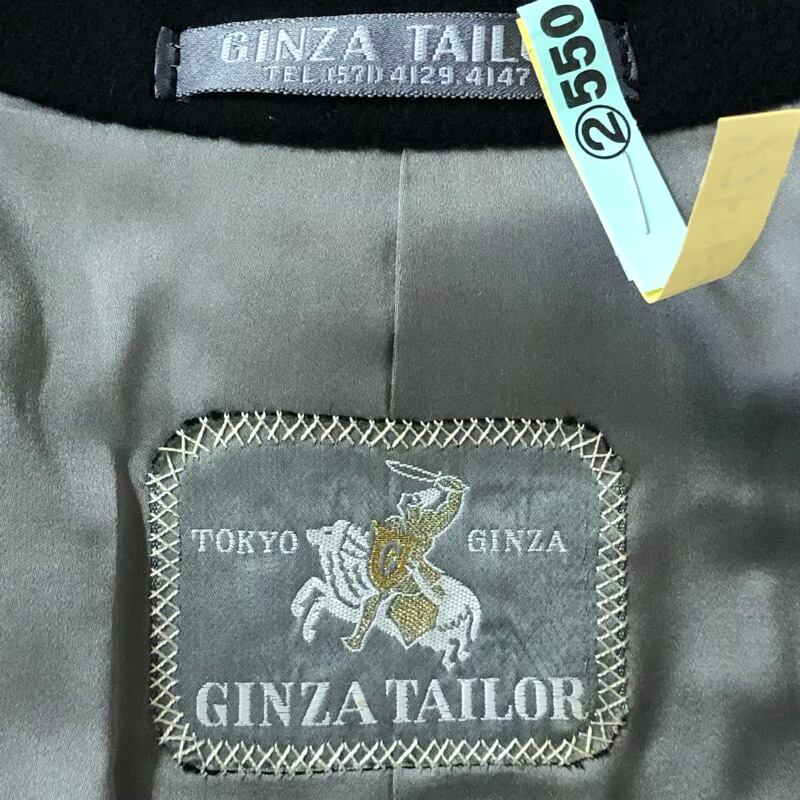 GINZA TAIL
TEL (571) 4129.4147
②550
TOKYO GINZA
G
GINZA TAILOR